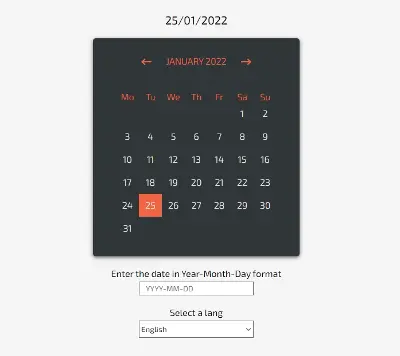 25/01/2022
← JANUARY 2022 →
Mo Tu We Th Fr Sa Su
1 2
3 4 5 6 7 8 9
10 11 12 13 14 15 16
17 18 19 20 21 22 23
24 25 26 27 28 29 30
31
Enter the date in Year-Month-Day format
YYYY-MM-DD
Select a lang
English